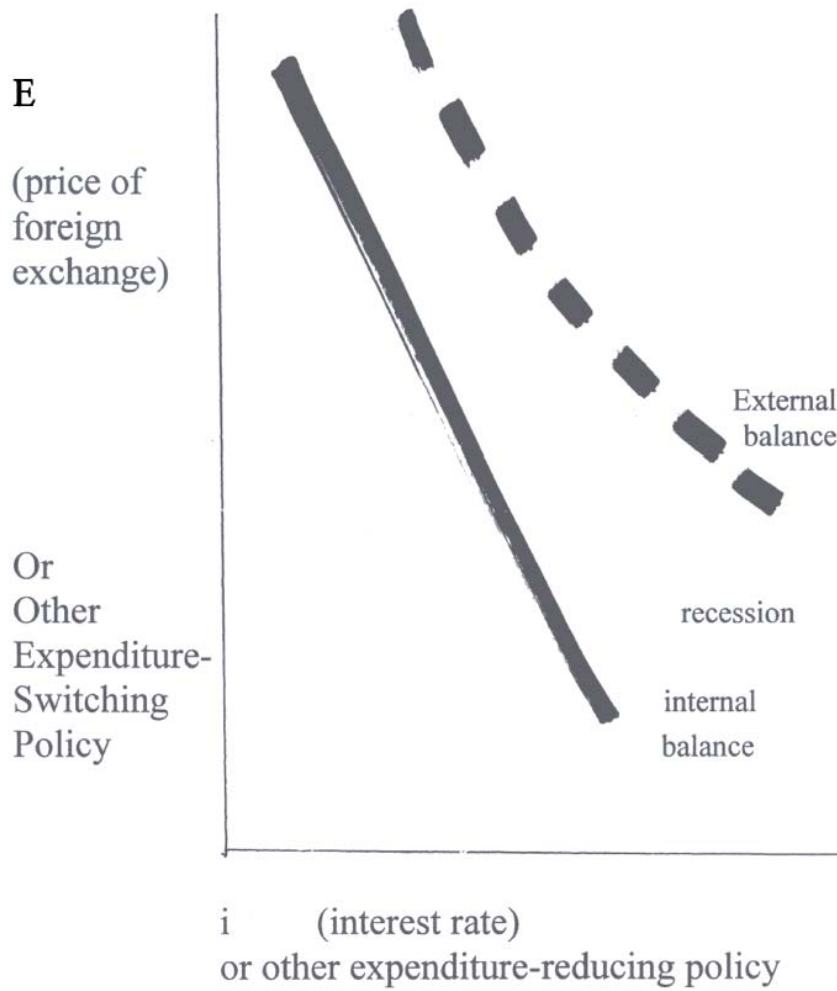 E
(price of
foreign
exchange)
External
balance
Or
Other
Expenditure-
Switching
Policy
recession
internal
balance
i (interest rate)
or other expenditure-reducing policy